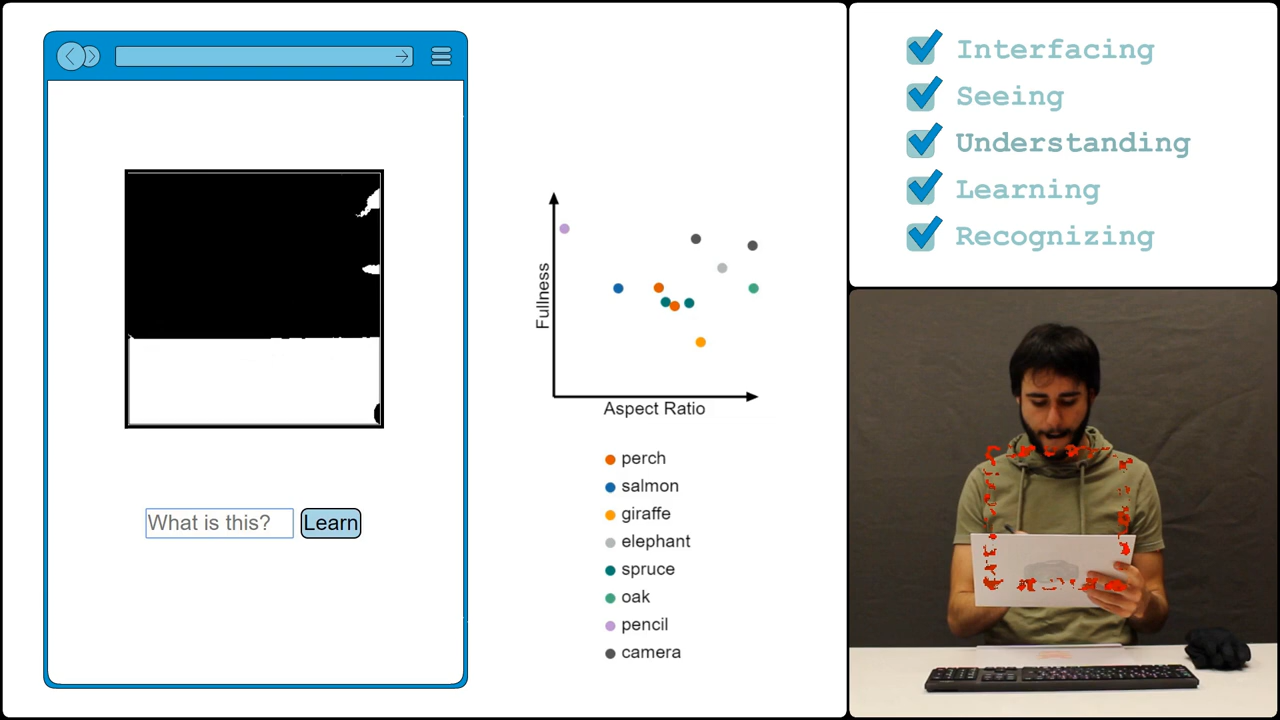 What is this?
Learn
Fullness
Aspect Ratio
perch
salmon
giraffe
elephant
spruce
oak
pencil
camera
Interfacing
Seeing
Understanding
Learning
Recognizing